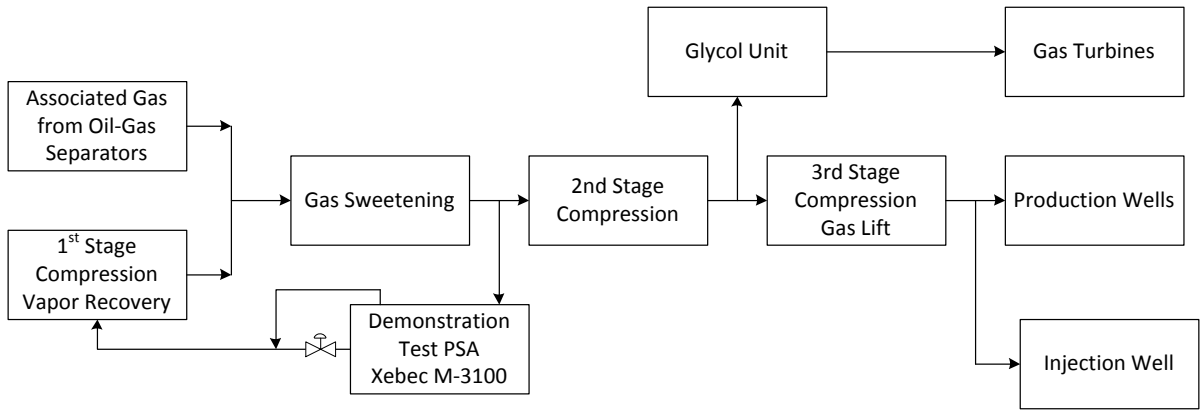 Glycol Unit
Gas Turbines
Associated Gas
from Oil-Gas
Separators
Gas Sweetening
2nd Stage
Compression
3rd Stage
Compression
Gas Lift
Production Wells
1st Stage
Compression
Vapor Recovery
Demonstration
Test PSA
Xebec M-3100
Injection Well